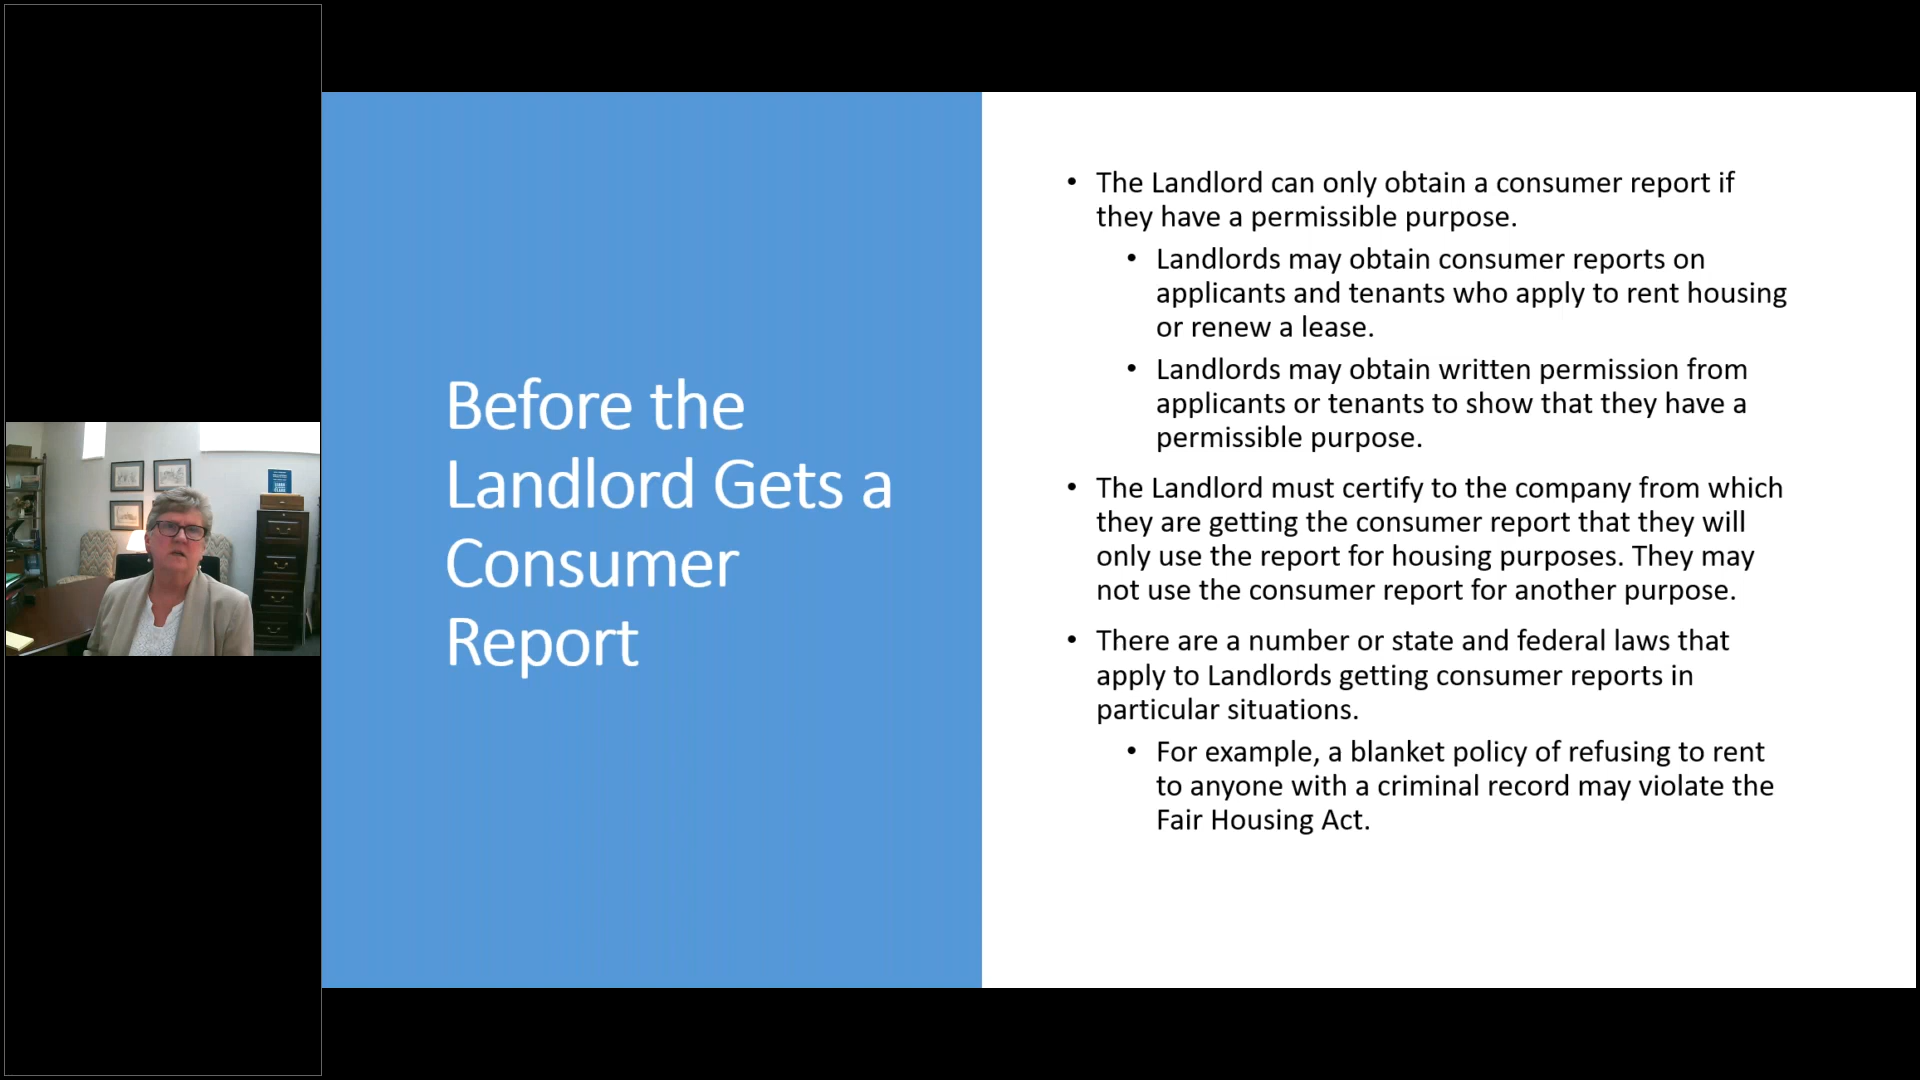 Before the
Landlord Gets a
Consumer
Report
• The Landlord can only obtain a consumer report if
they have a permissible purpose.
• Landlords may obtain consumer reports on
applicants and tenants who apply to rent housing
or renew a lease.
• Landlords may obtain written permission from
applicants or tenants to show that they have a
permissible purpose.
• The Landlord must certify to the company from which
they are getting the consumer report that they will
only use the report for housing purposes. They may
not use the consumer report for another purpose.
• There are a number or state and federal laws that
apply to Landlords getting consumer reports in
particular situations.
• For example, a blanket policy of refusing to rent
to anyone with a criminal record may violate the
Fair Housing Act.